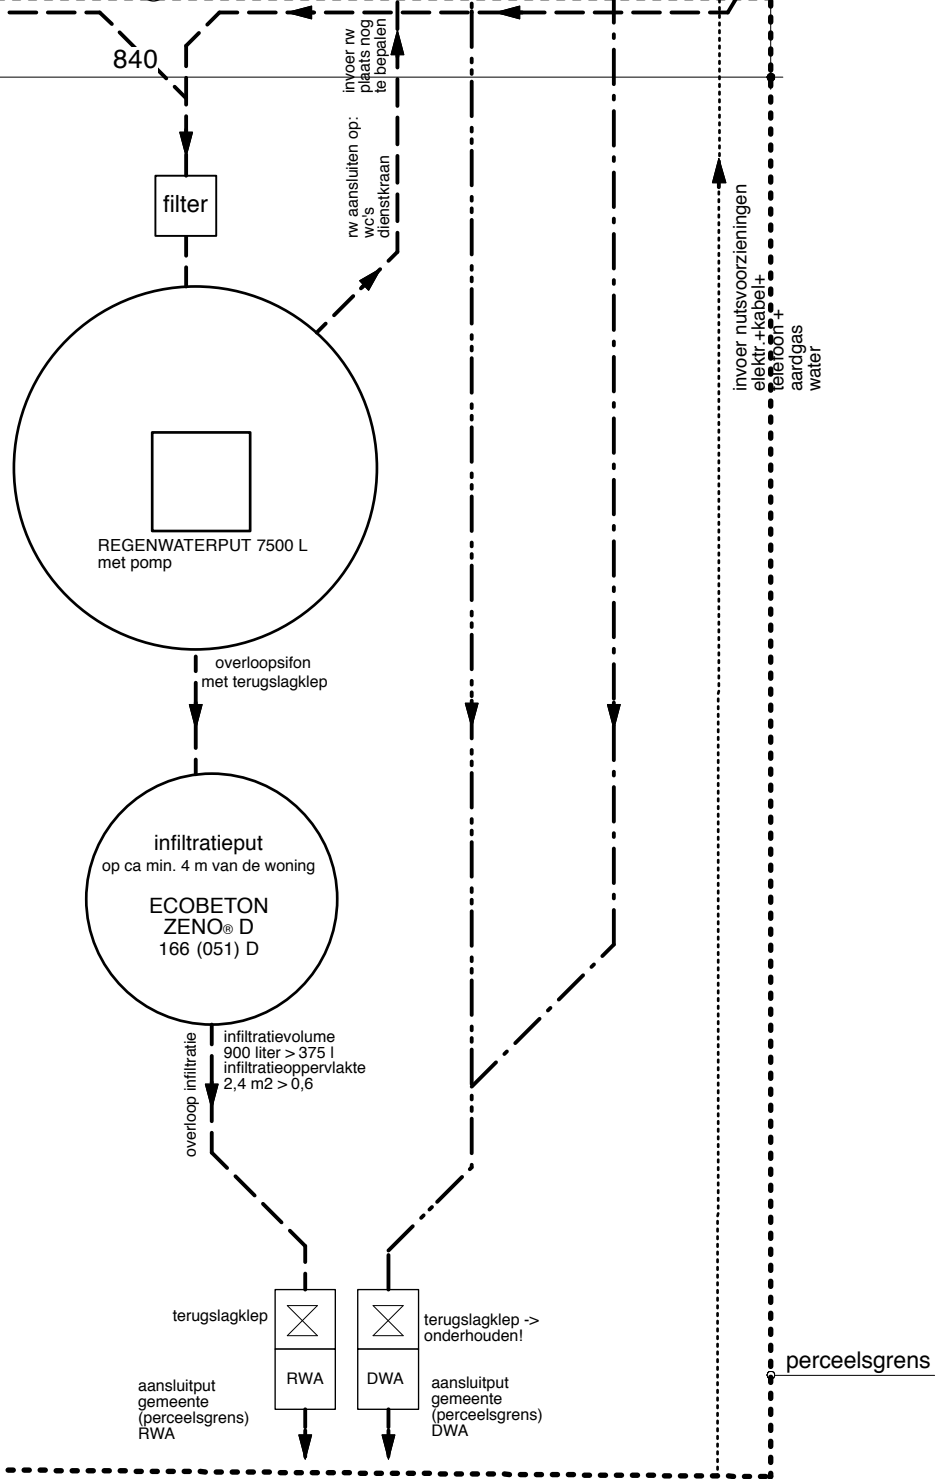 840
invoer rw
plaats nog
te bepalen
rw aansluiten op:
wc's
dienstkraan
filter
invoer nutsvoorzieningen
elektr.+kabel+
telefoon +
aardgas
water
REGENWATERPUT 7500 L
met pomp
overloopsifon
met terugslagklep
infiltratieput
op ca min. 4 m van de woning
ECOBETON
ZENO® D
166 (051) D
overloop infiltratie
infiltratievolume
900 liter > 375 l
infiltratieoppervlakte
2,4 m2 > 0,6
terugslagklep
terugslagklep ->
onderhouden!
RWA
DWA
aansluitput
gemeente
(perceelsgrens)
RWA
aansluitput
gemeente
(perceelsgrens)
DWA
perceelsgrens